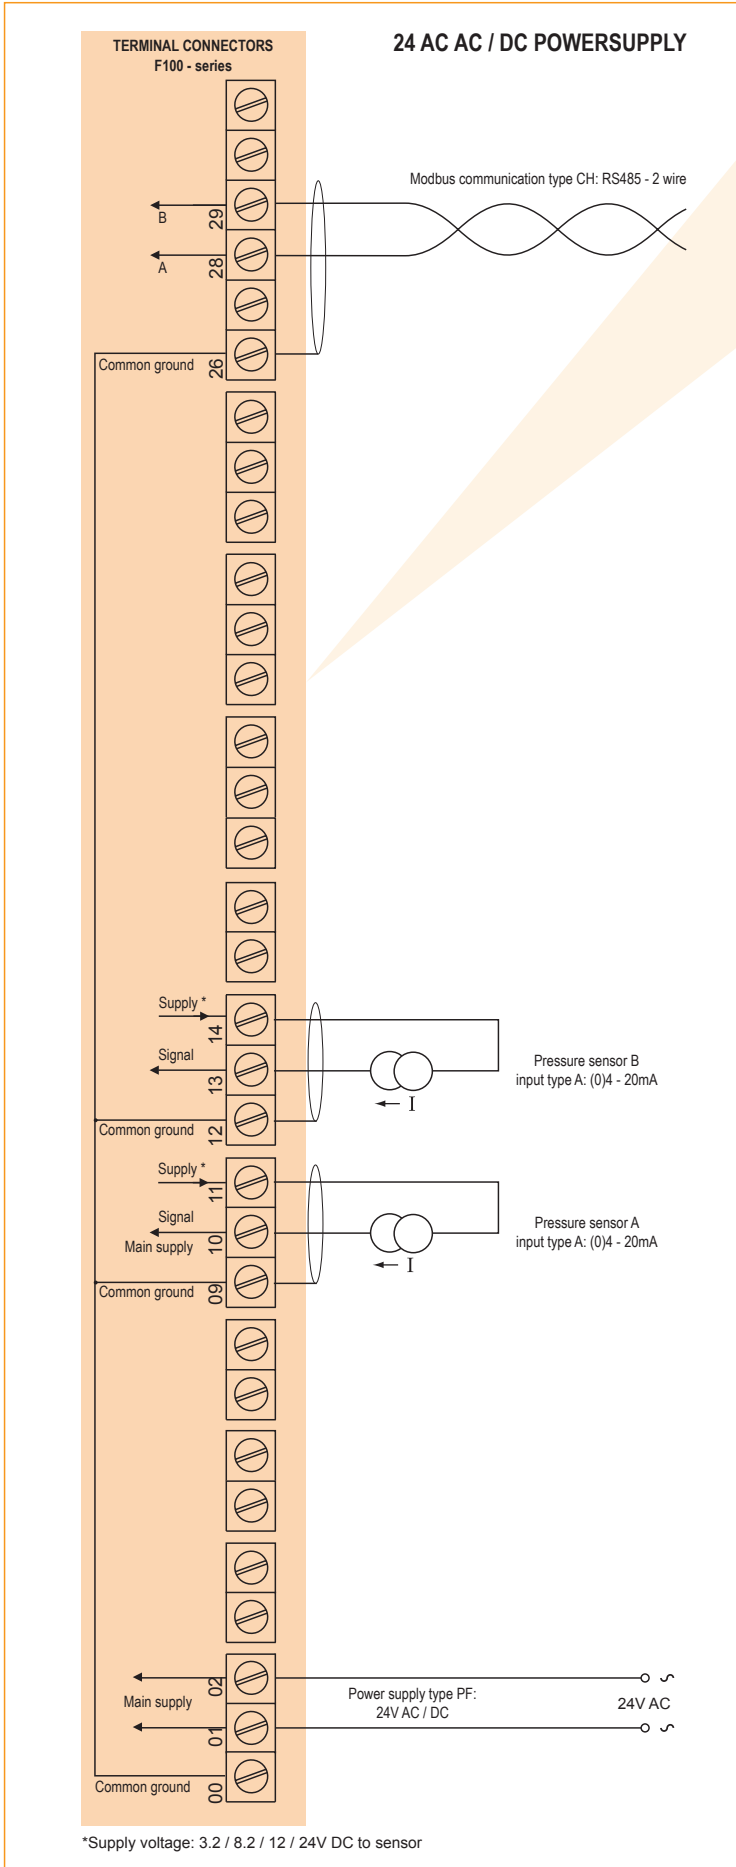 TERMINAL CONNECTORS
F100 - series
24 AC AC / DC POWERSUPPLY
Modbus communication type CH: RS485 - 2 wire
B
29
A
28
Common ground
26
Supply *
14
Signal
13
Pressure sensor B
input type A: (0)4 - 20mA
I
Common ground
12
Supply *
11
Signal
10
Main supply
Pressure sensor A
input type A: (0)4 - 20mA
I
Common ground
09
02
Main supply
Power supply type PF:
24V AC / DC
24V AC
01
Common ground
00
*Supply voltage: 3.2 / 8.2 / 12 / 24V DC to sensor